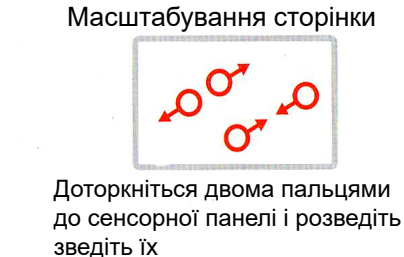 Масштабування сторінки
Доторкніться двома пальцями
до сенсорної панелі і розведіть
зведіть їх